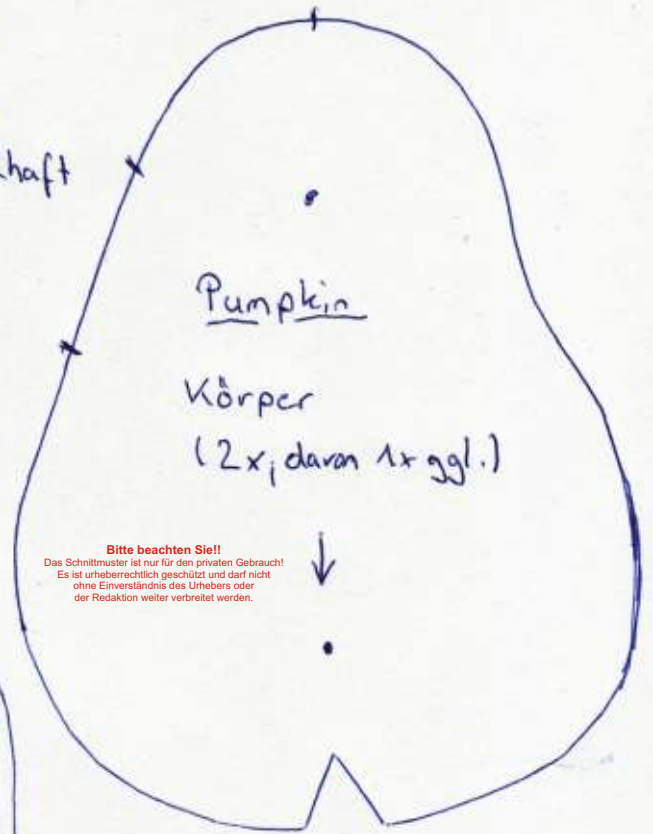 Pumpkin
Körper
(2x, davon 1x ggl.)
Bitte beachten Sie!!
Das Schnittmuster ist nur für den privaten Gebrauch!
Es ist urheberrechtlich geschützt und darf nicht
ohne Einverständnis des Urhebers oder
der Redaktion weiter verbreitet werden.